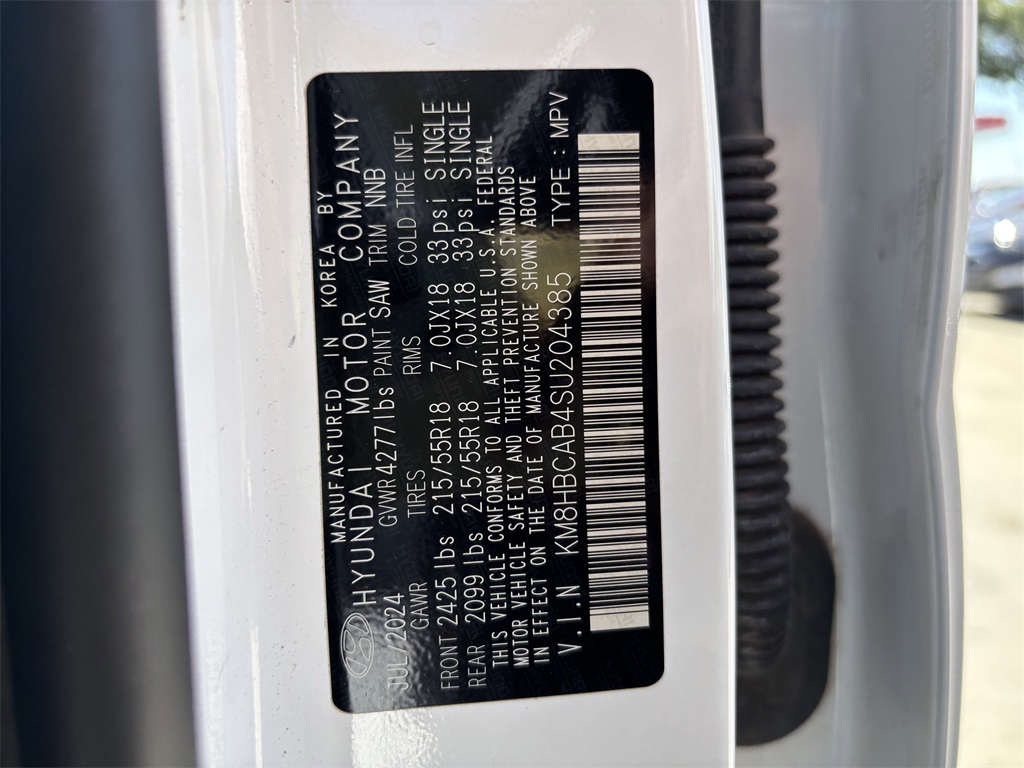 MANUFACTURED IN KOREA BY
HYUNDAI MOTOR COMPANY
JUL/2024 GVWR4277lbs PAINT SAW TRIM NNB
GAWR TIRES RIMS COLD TIRE INFL
FRONT 2425 lbs 215/55R18 7.0JX18 33psi SINGLE
REAR 2099 lbs 215/55R18 7.0JX18 33psi SINGLE
THIS VEHICLE CONFORMS TO ALL APPLICABLE U.S.A. FEDERAL
MOTOR VEHICLE SAFETY AND THEFT PREVENTION STANDARDS
IN EFFECT ON THE DATE OF MANUFACTURE SHOWN ABOVE
V.I.N KM8HBCAB4SU204385 TYPE : MPV